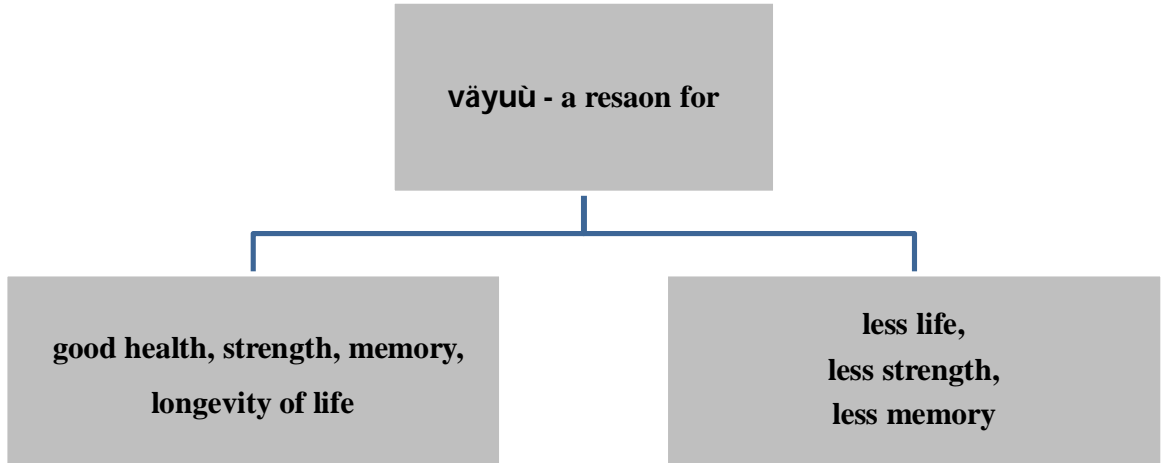 väyuù - a resaon for
good health, strength, memory,
longevity of life
less life,
less strength,
less memory